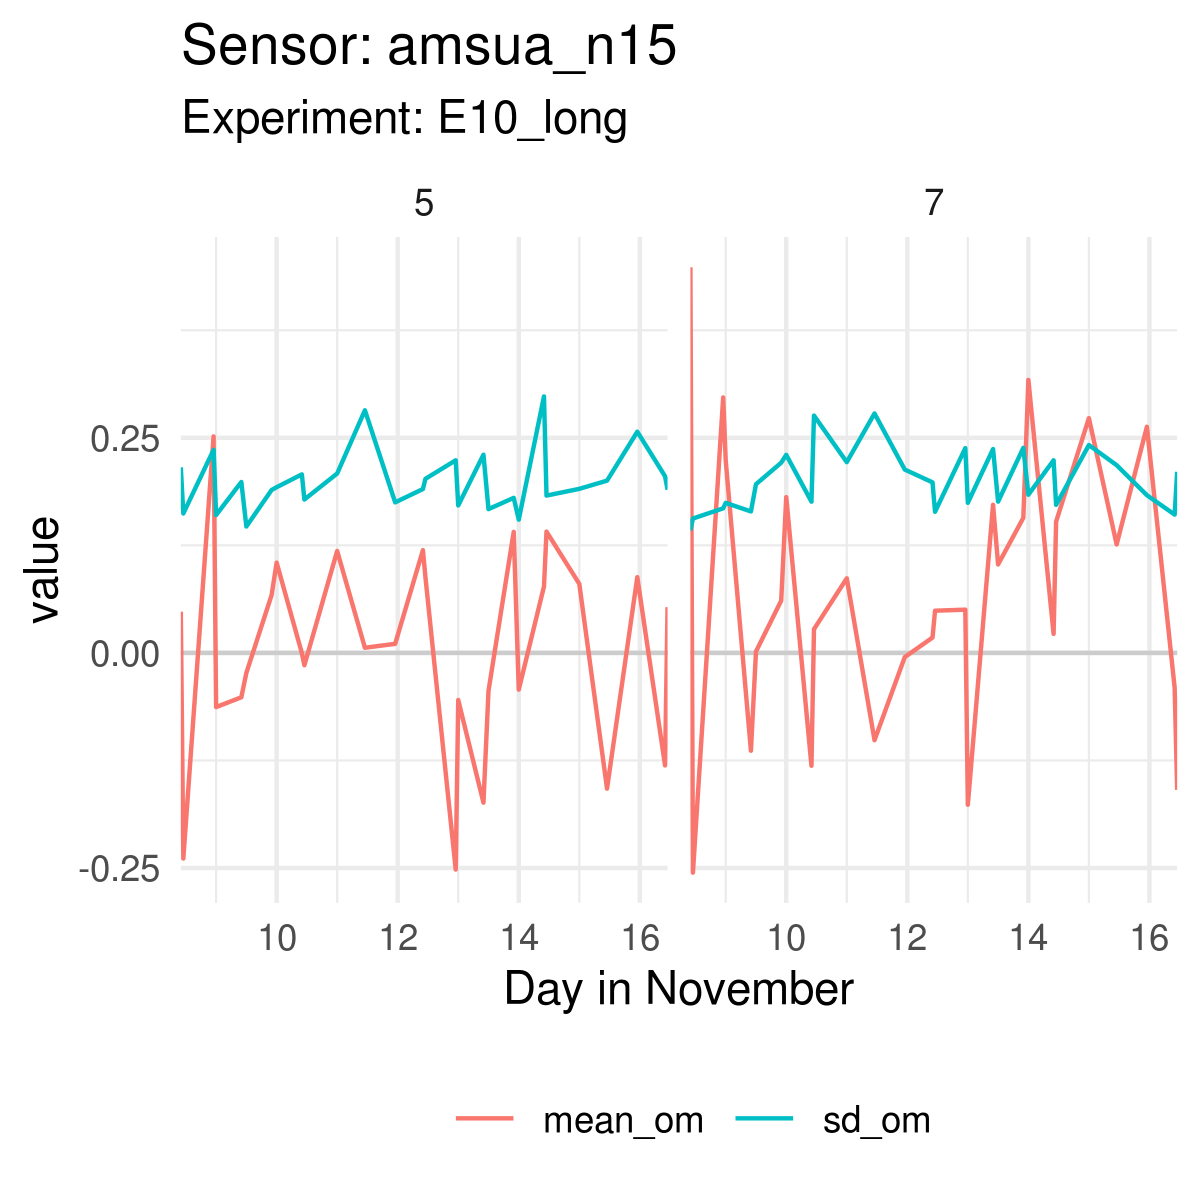 Sensor: amsua_n15
Experiment: E10_long
5 7
value
0.25
0.00
-0.25
10 12 14 16 10 12 14 16
Day in November
mean_om sd_om